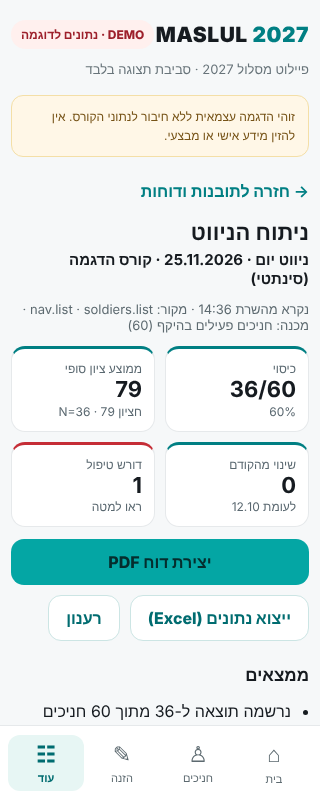 MASLUL 2027
DEMO · נתונים לדוגמה
פיילוט מסלול 2027 · סביבת תצוגה בלבד
זוהי הדגמה עצמאית ללא חיבור לנתוני הקורס. אין
להזין מידע אישי או מבצעי.
→ חזרה לתובנות ודוחות
ניתוח הניווט
ניווט יום · 25.11.2026 · קורס הדגמה
(סינתטי)
נקרא מהשרת 14:36 · מקור: nav.list · soldiers.list ·
מכנה: חניכים פעילים בהיקף (60)
כיסוי
36/60
60%
ממוצע ציון סופי
79
חציון 79 · N=36
שינוי מהקודם
0
לעומת 12.10
דורש טיפול
1
ראו למטה
יצירת דוח PDF
ייצוא נתונים (Excel)
רענון
ממצאים
• נרשמה תוצאה ל-36 מתוך 60 חניכים
בית
חניכים
הזנה
עוד